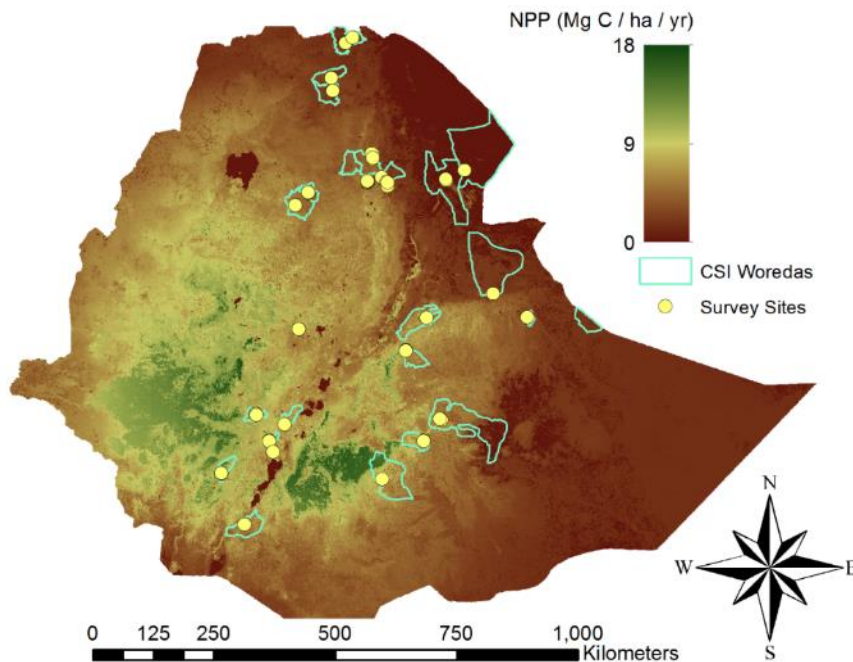 NPP (Mg C / ha / yr)
18
9
0
CSI Woredas
Survey Sites
N
W E
S
0 125 250 500 750 1,000
Kilometers